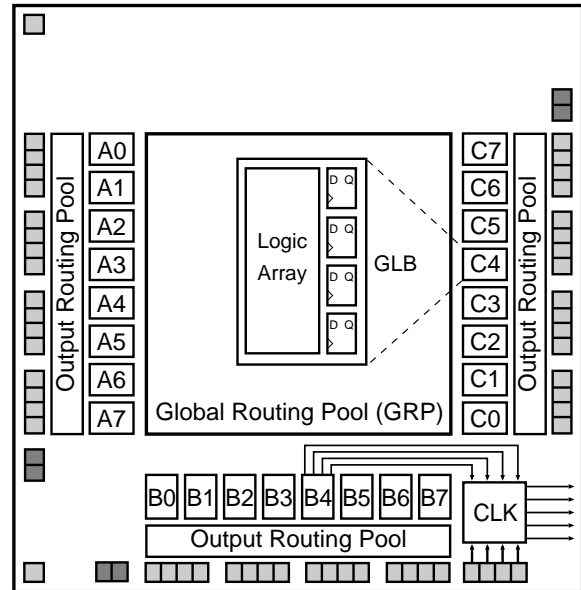 Output Routing Pool
A0
A1
A2
A3
A4
A5
A6
A7
Logic
Array
D Q
D Q
D Q
D Q
GLB
Global Routing Pool (GRP)
C7
C6
C5
C4
C3
C2
C1
C0
Output Routing Pool
B0 B1 B2 B3 B4 B5 B6 B7
Output Routing Pool
CLK